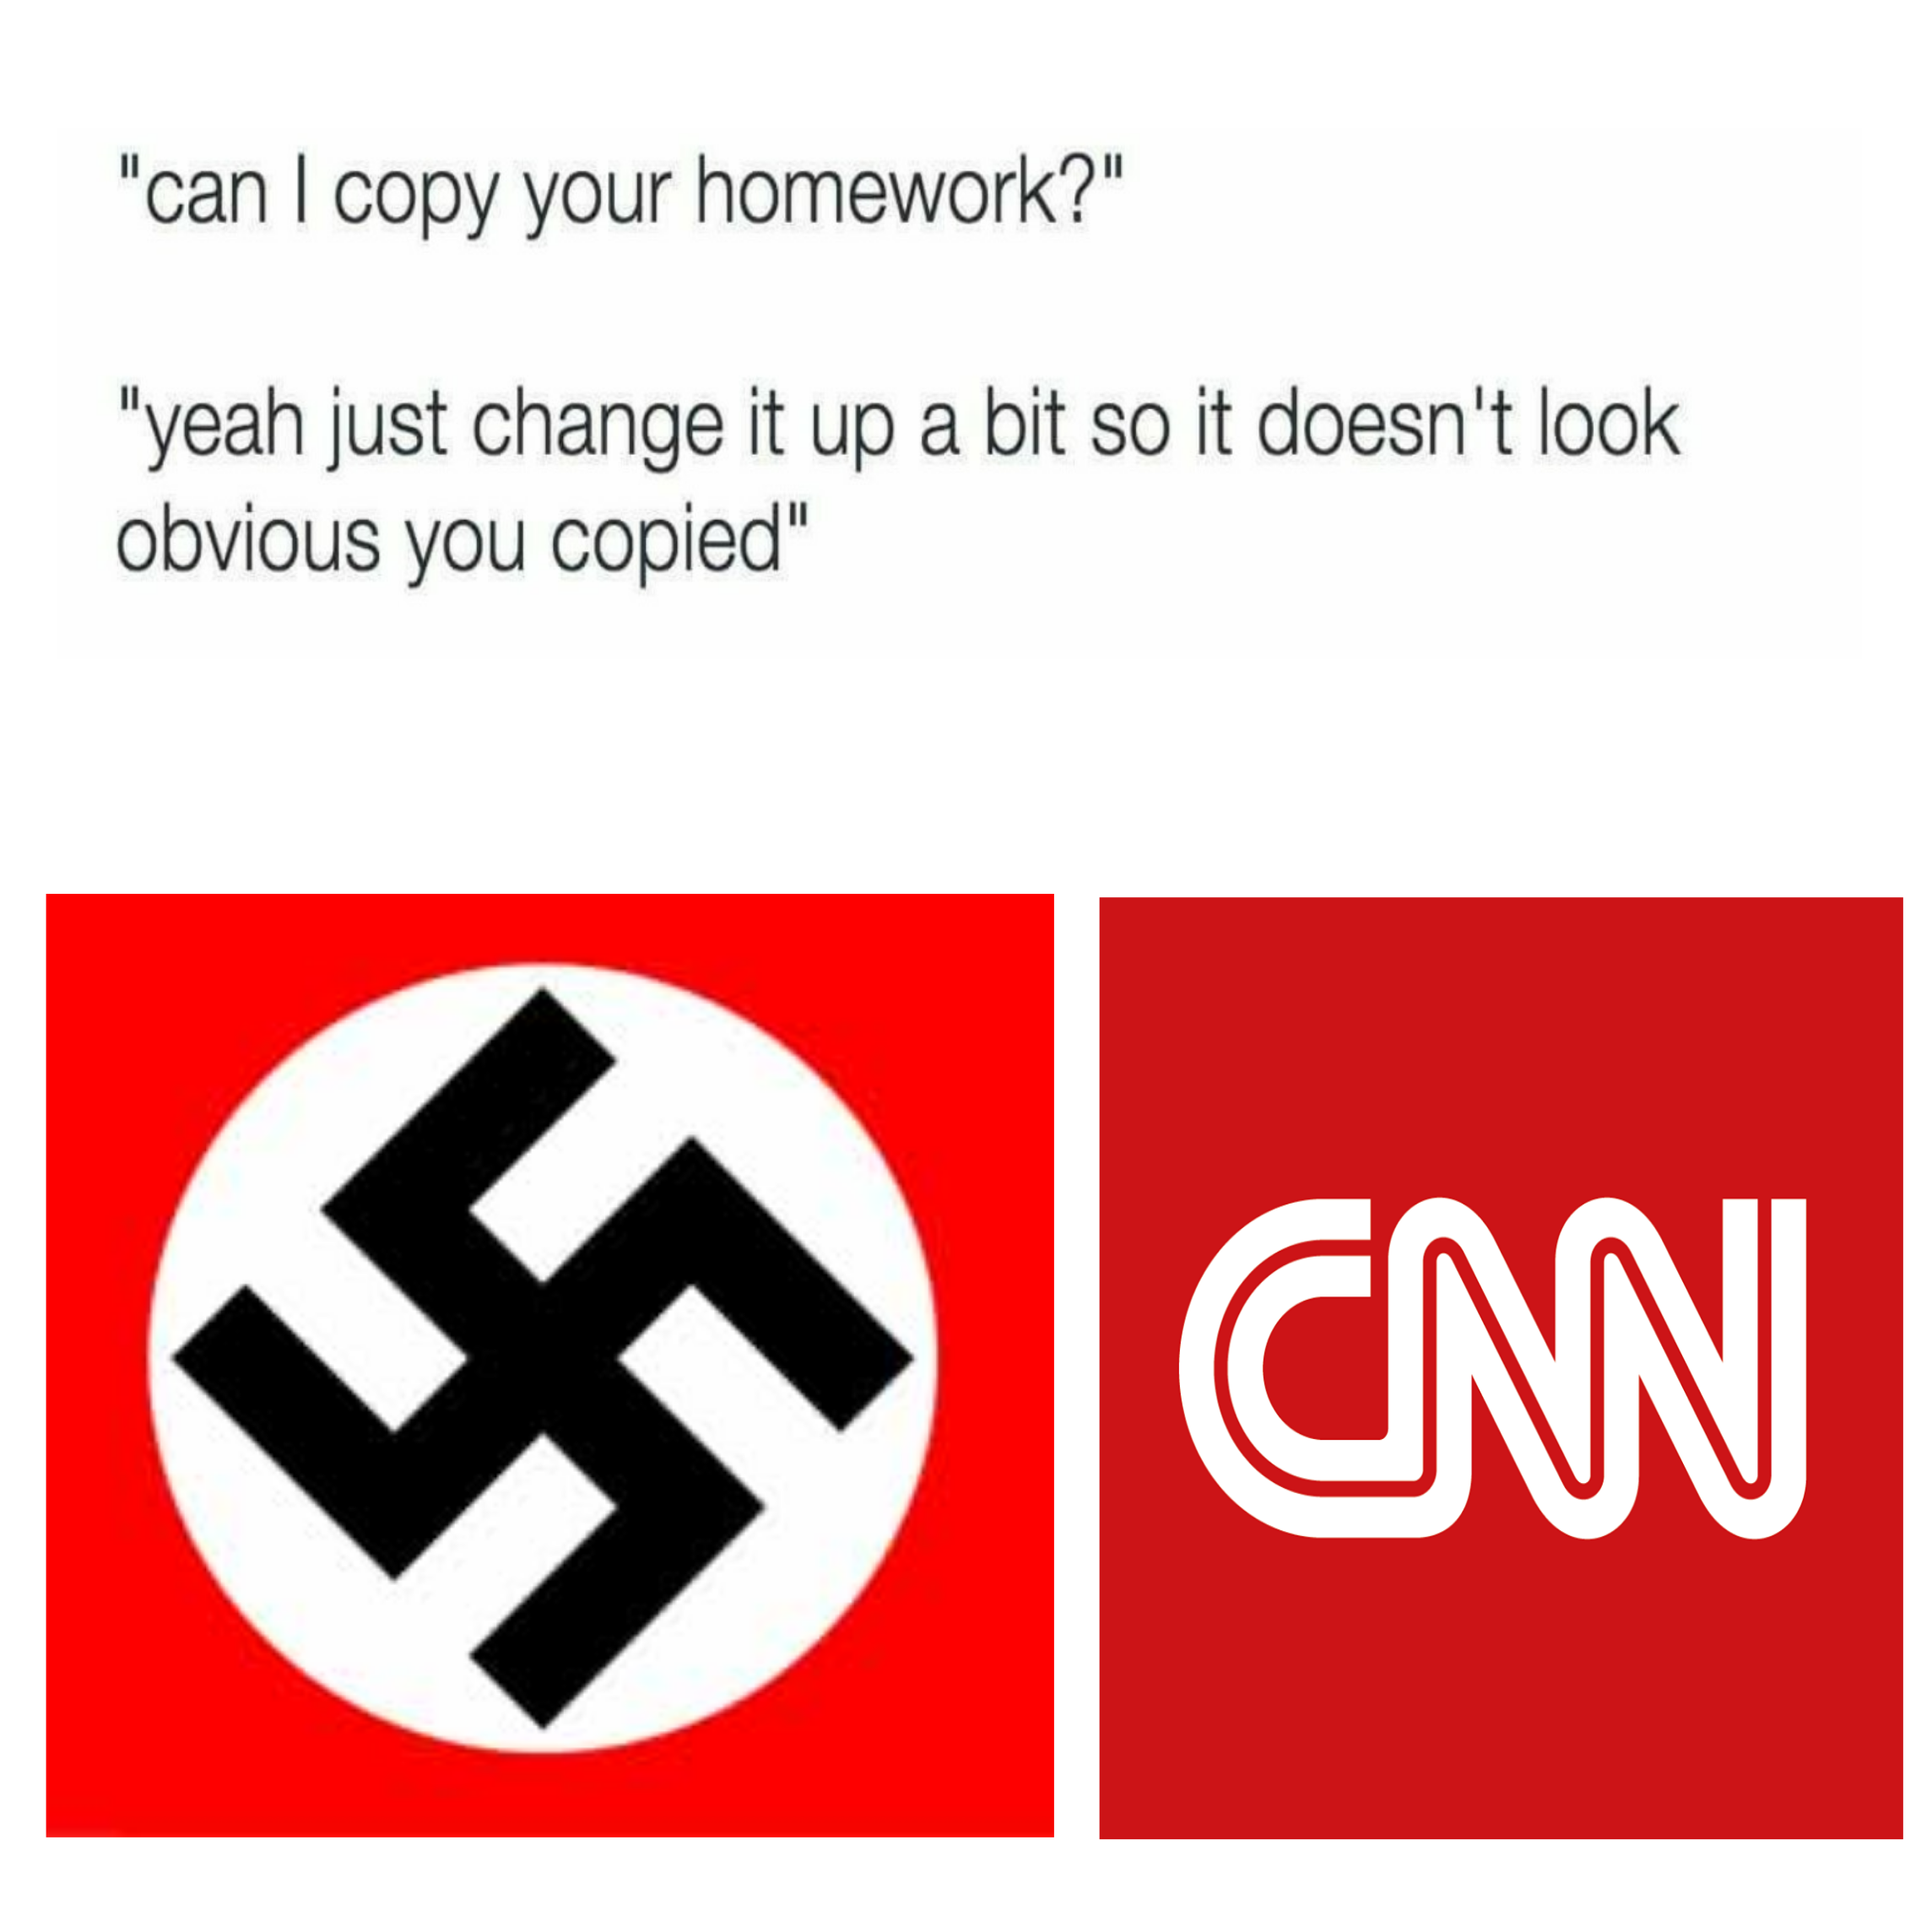 "can I copy your homework?"
"yeah just change it up a bit so it doesn't look
obvious you copied"
CNN